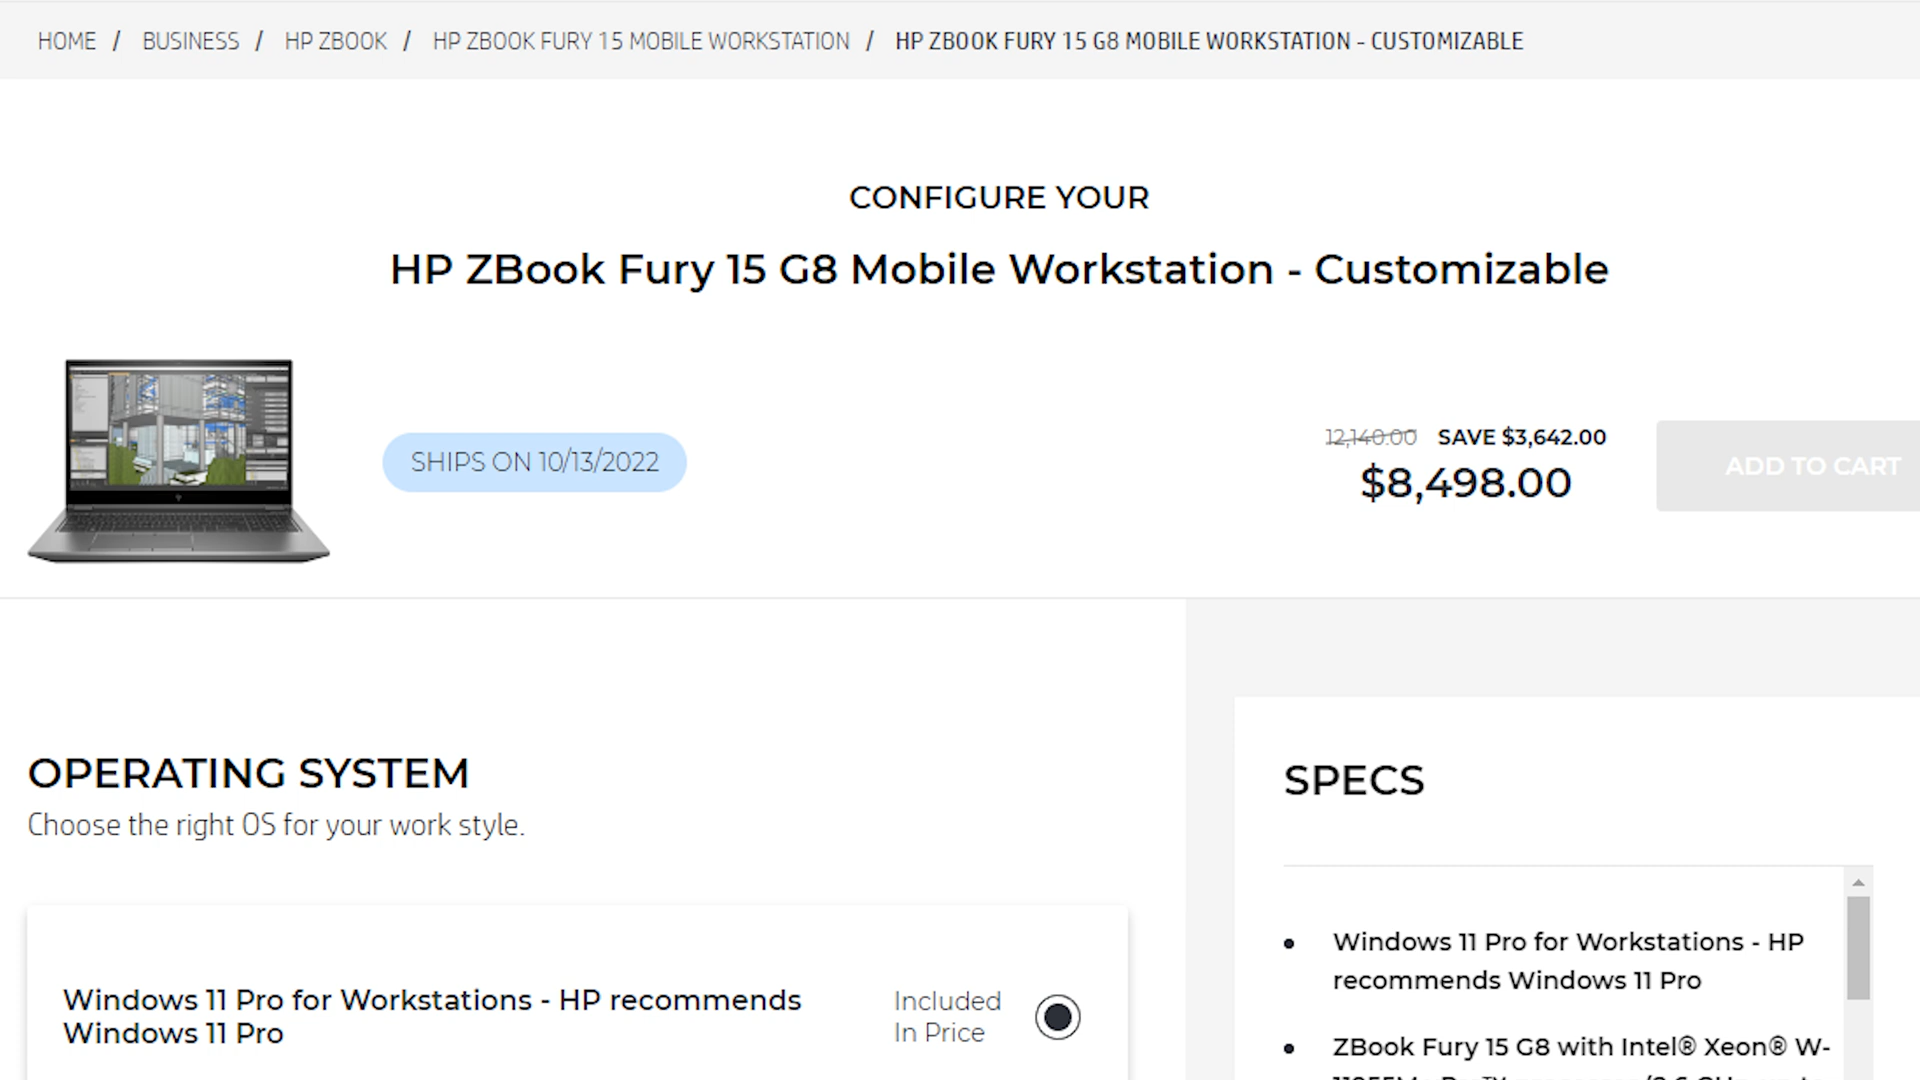 HOME / BUSINESS / HP ZBOOK / HP ZBOOK FURY 15 MOBILE WORKSTATION / HP ZBOOK FURY 15 G8 MOBILE WORKSTATION - CUSTOMIZABLE
CONFIGURE YOUR
HP ZBook Fury 15 G8 Mobile Workstation - Customizable
SHIPS ON 10/13/2022
12,140.00 SAVE $3,642.00
$8,498.00
ADD TO CART
OPERATING SYSTEM
Choose the right OS for your work style.
Windows 11 Pro for Workstations - HP recommends
Windows 11 Pro
Included
In Price
SPECS
• Windows 11 Pro for Workstations - HP
recommends Windows 11 Pro
• ZBook Fury 15 G8 with Intel® Xeon® W-